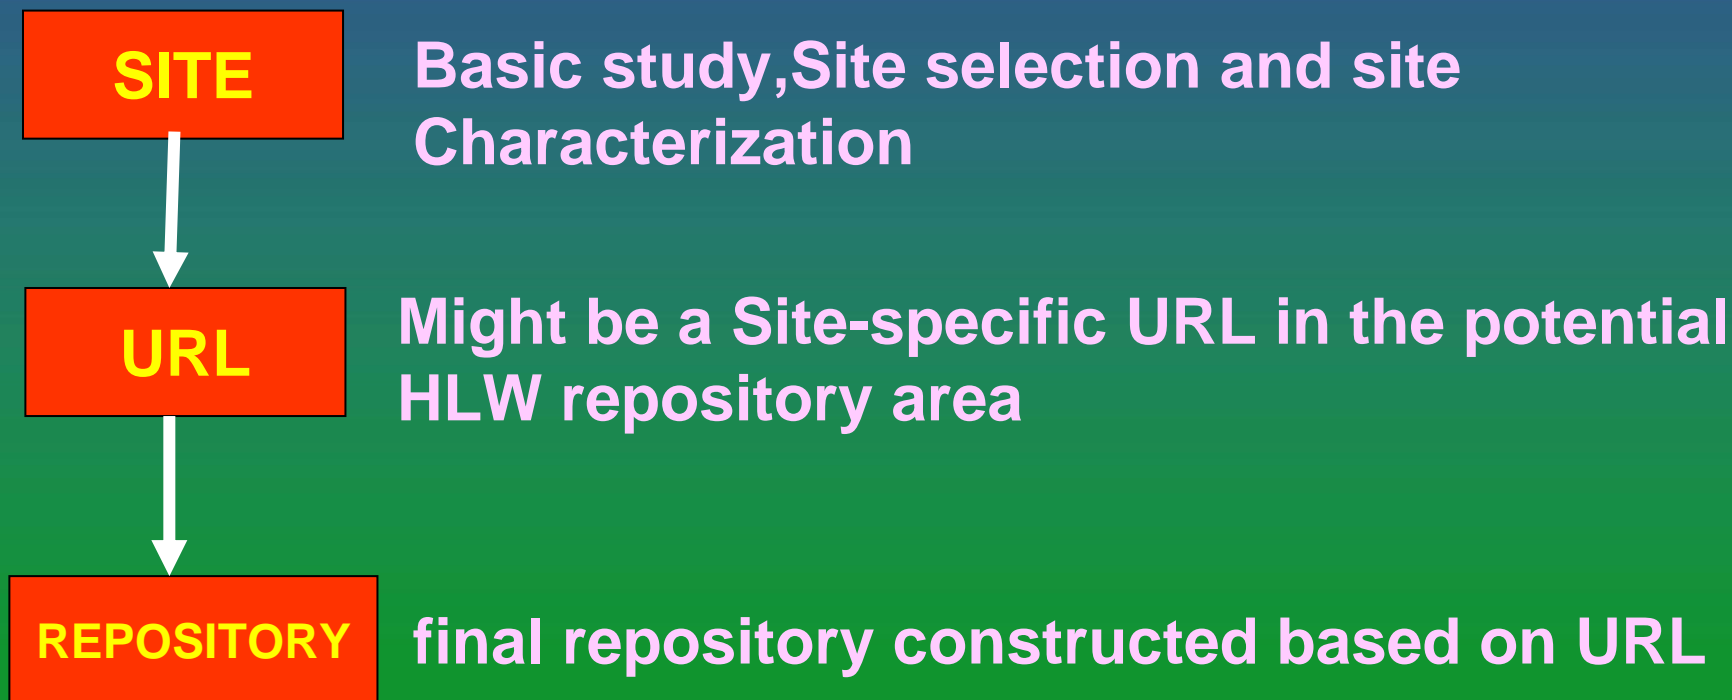 SITE
Basic study,Site selection and site
Characterization
URL
Might be a Site-specific URL in the potential
HLW repository area
REPOSITORY
final repository constructed based on URL